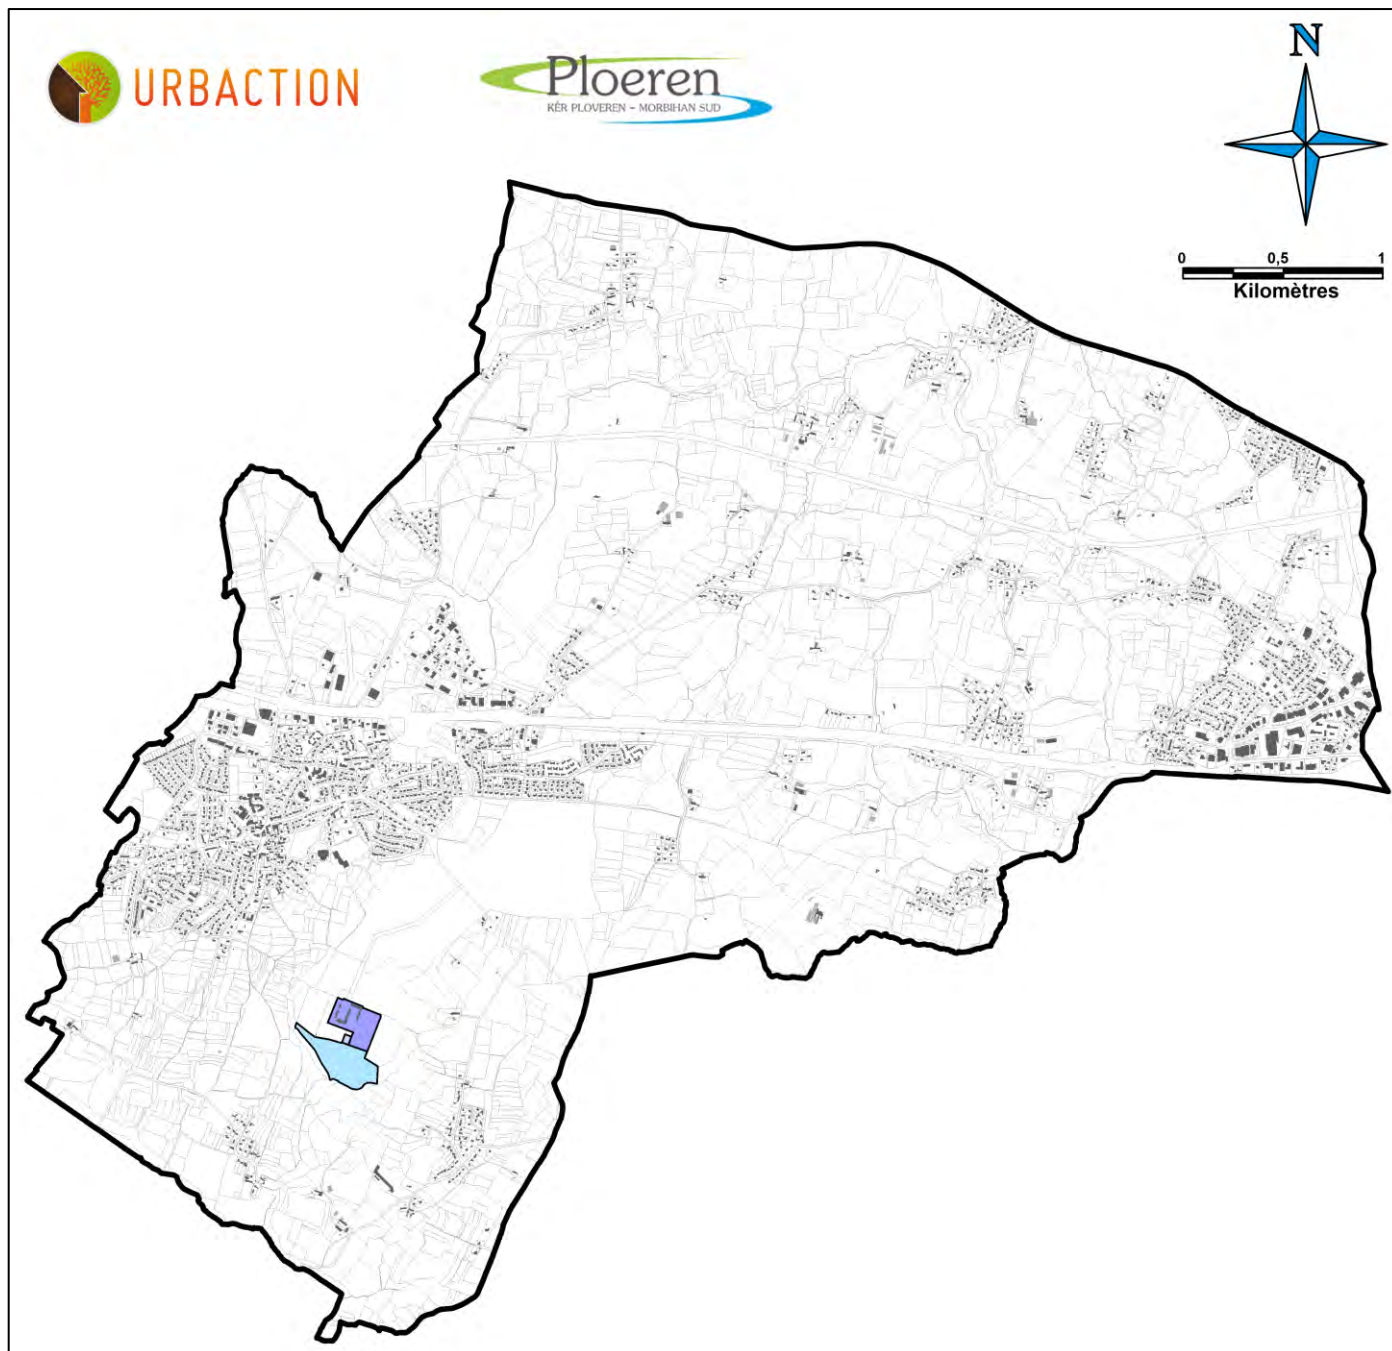 URBACTION
Ploeren
KÊR PLOVEREN - MORBIHAN SUD
N
0 0,5 1
Kilomètres